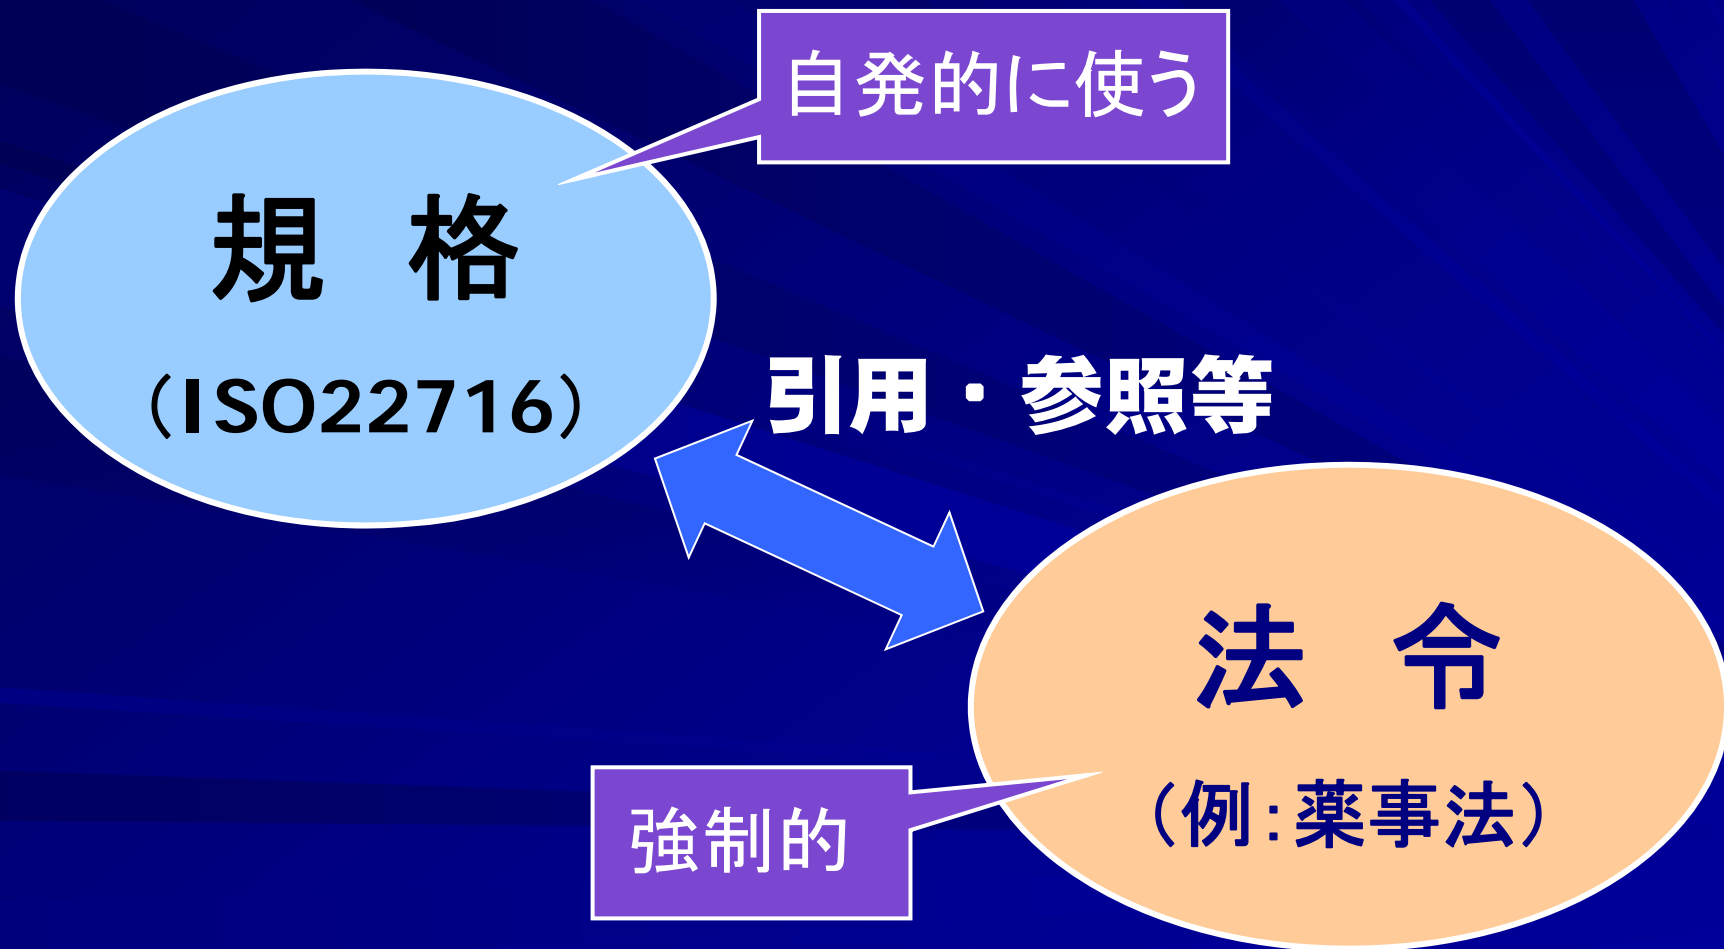 自発的に使う
規　格
（ISO22716）
引用・参照等
法　令
（例：薬事法）
強制的